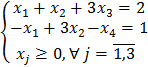 x₁ + x₂ + 3x₃ = 2
−x₁ + 3x₂ − x₄ = 1
xⱼ ≥ 0, ∀ j = 1,3‾